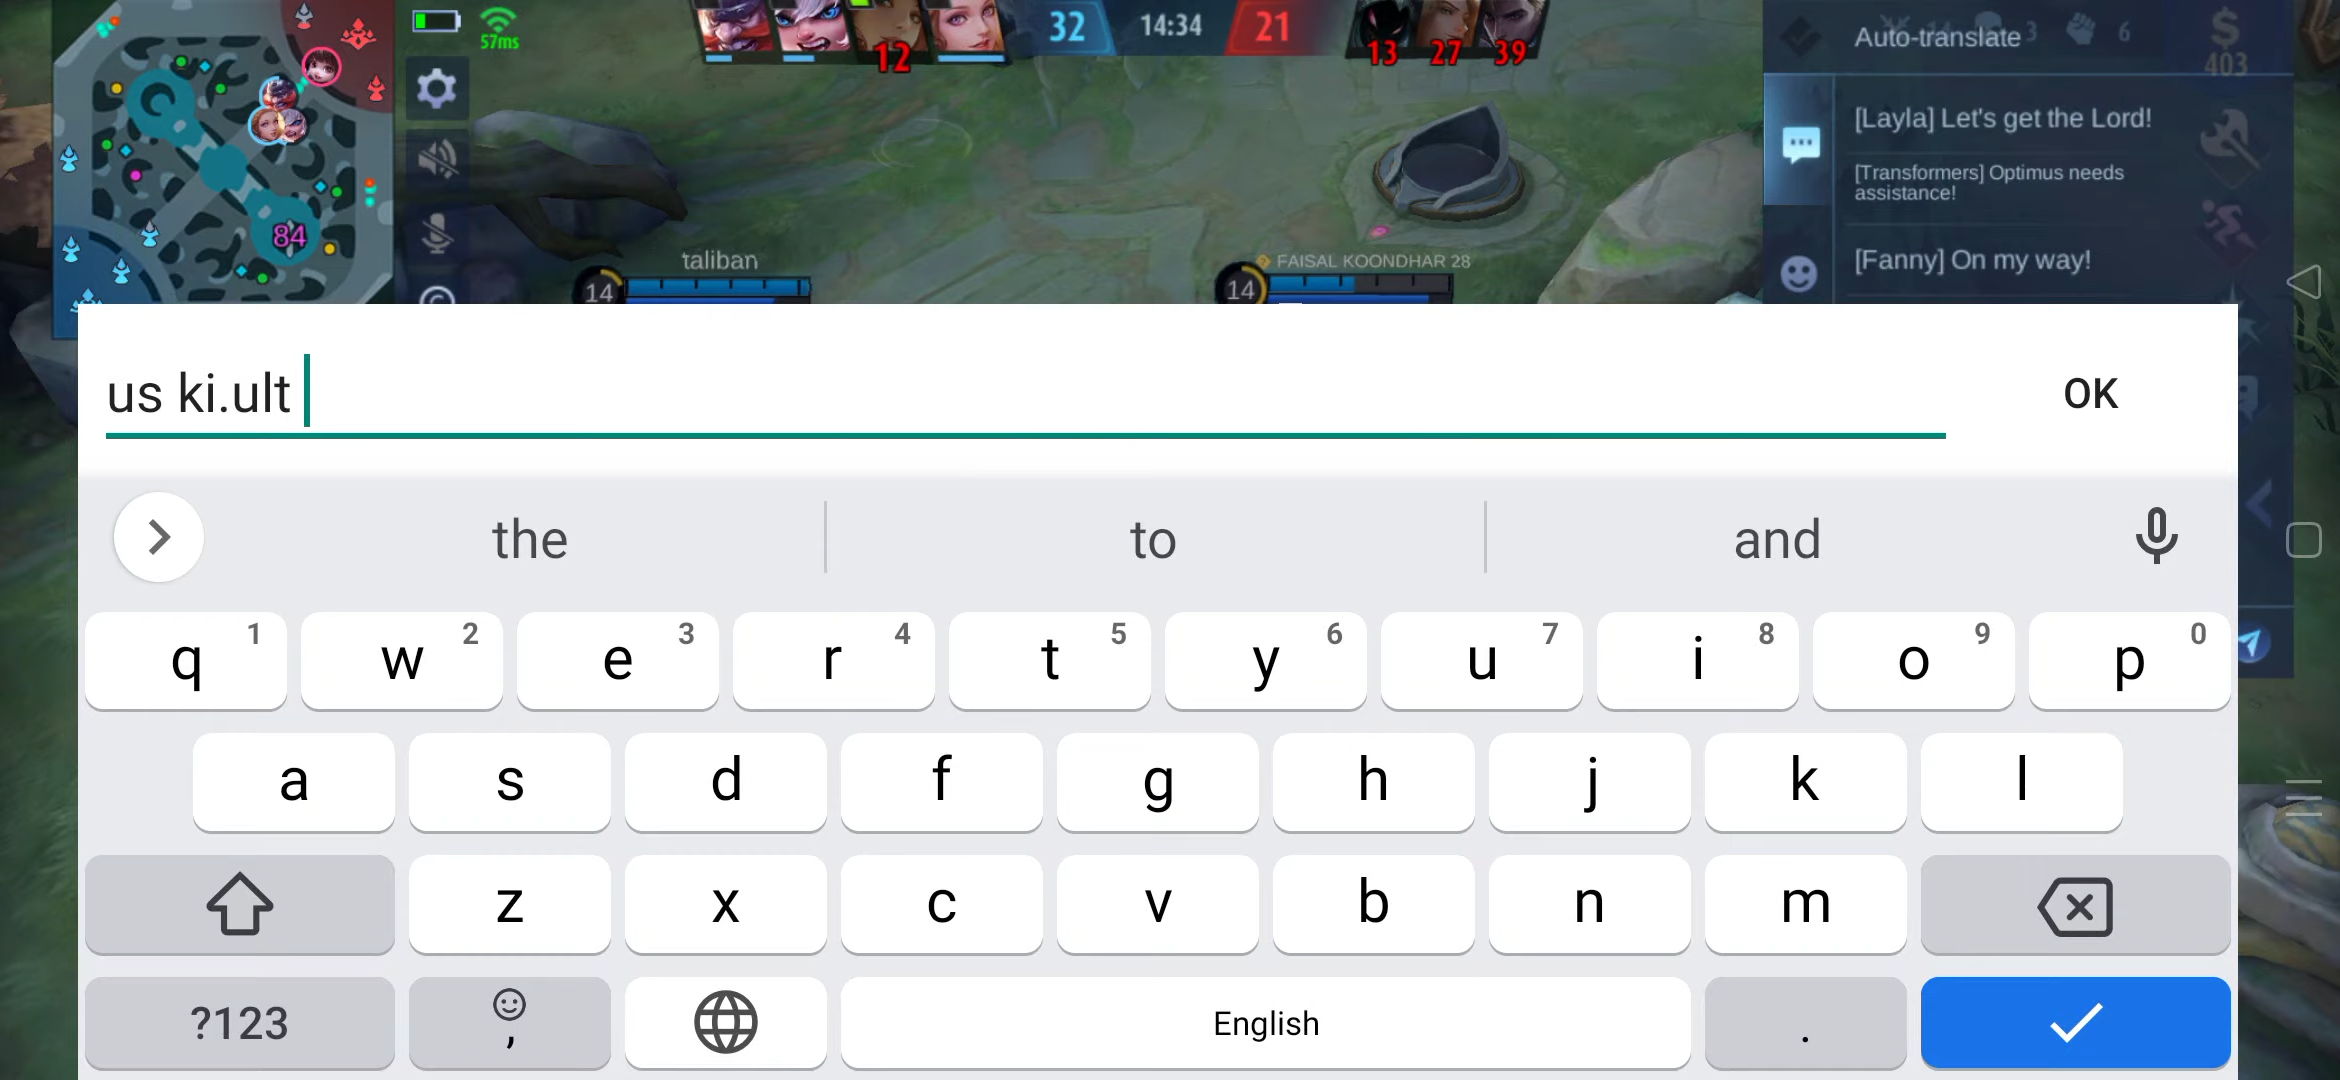 57ms
12
32
14:34
21
13 27 39
Auto-translate
3
6
403
[Layla] Let's get the Lord!
[Transformers] Optimus needs
assistance!
[Fanny] On my way!
84
taliban
14
FAISAL KOONDHAR 28
14
us ki.ult
OK
the to and
q 1 w 2 e 3 r 4 t 5 y 6 u 7 i 8 o 9 p 0
a s d f g h j k l
z x c v b n m
?123 , English .